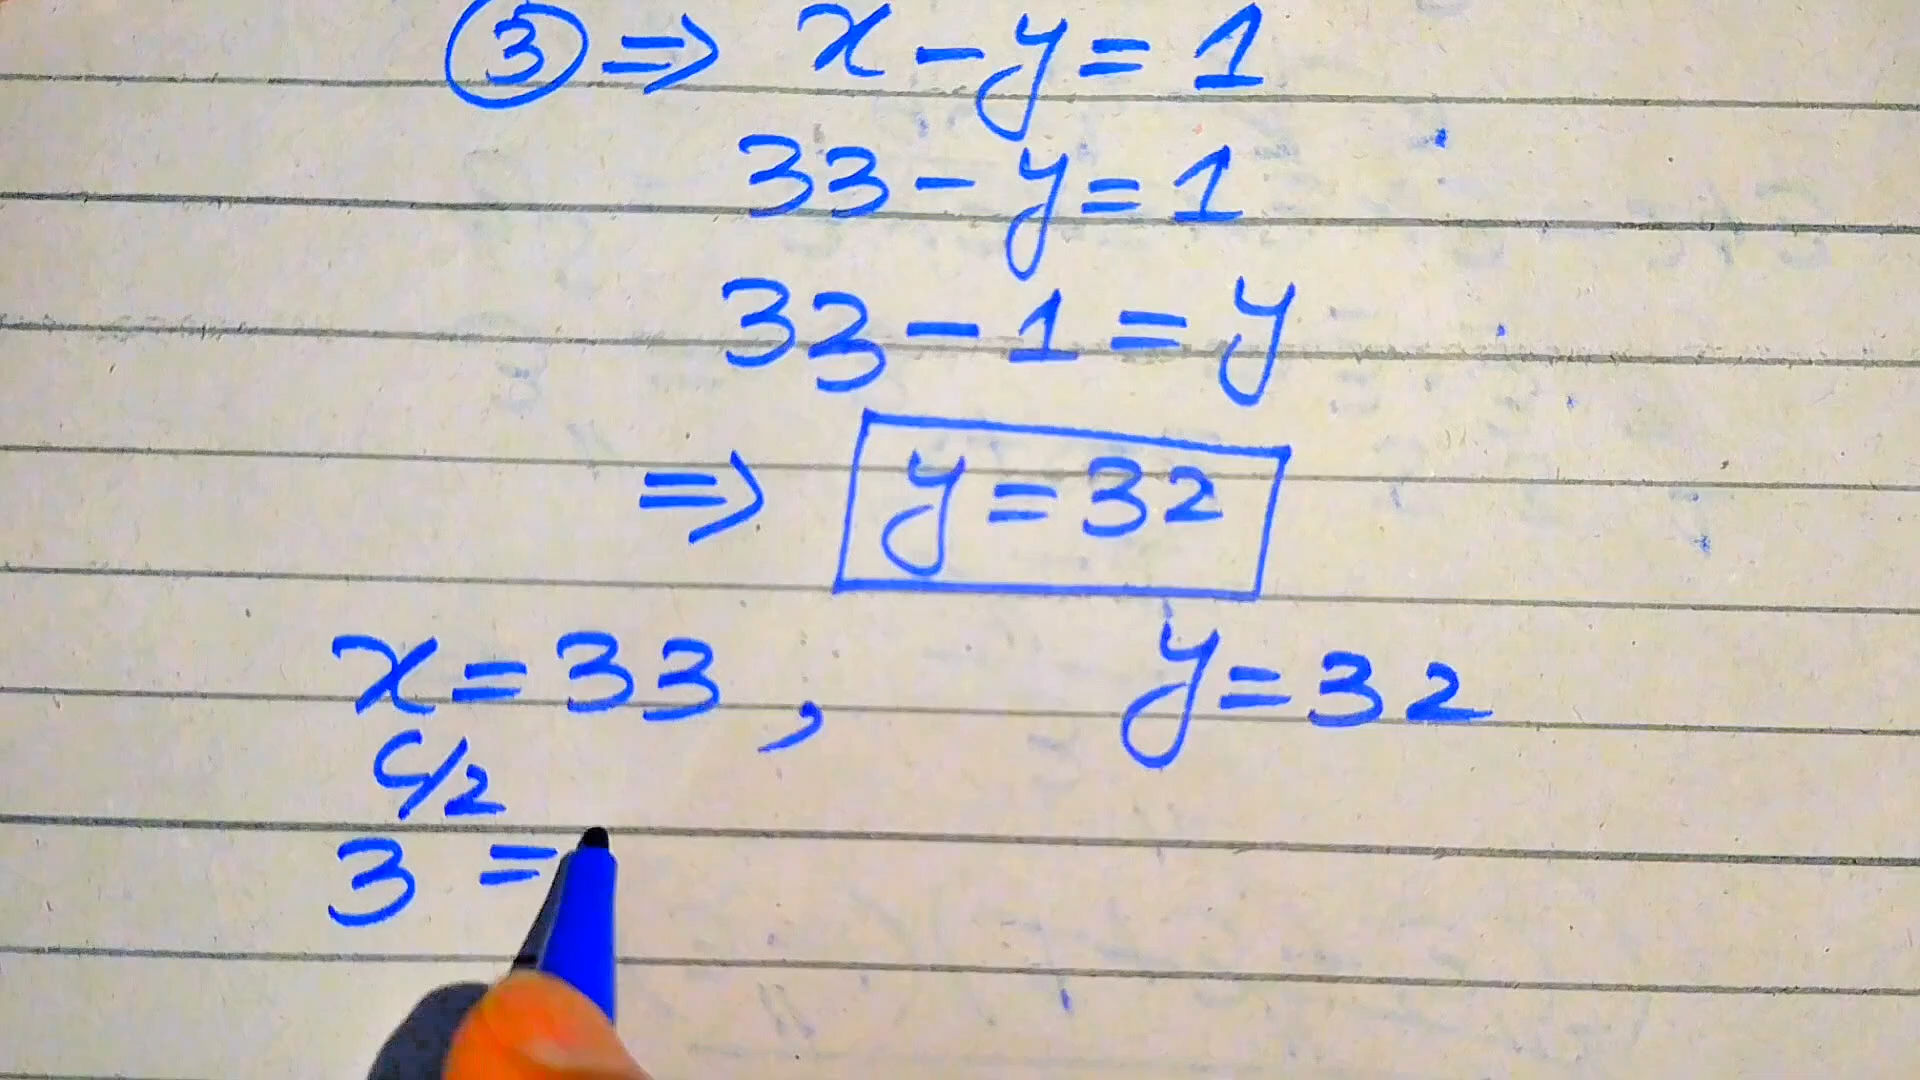 ③ ⇒ x - y = 1
33 - y = 1
33 - 1 = y
⇒ y = 32
x = 33, y = 32
3^{c/2} =